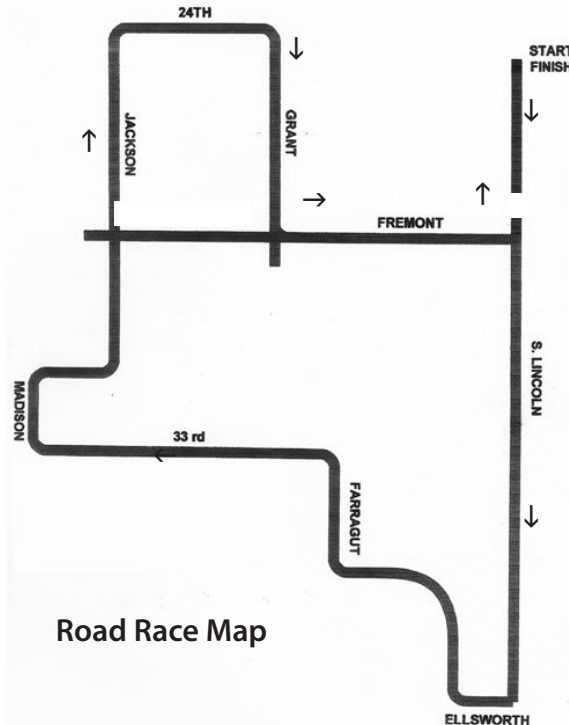 24TH
START
FINISH
JACKSON
GRANT
FREMONT
S. LINCOLN
MADISON
33 rd
FARRAGUT
Road Race Map
ELLSWORTH